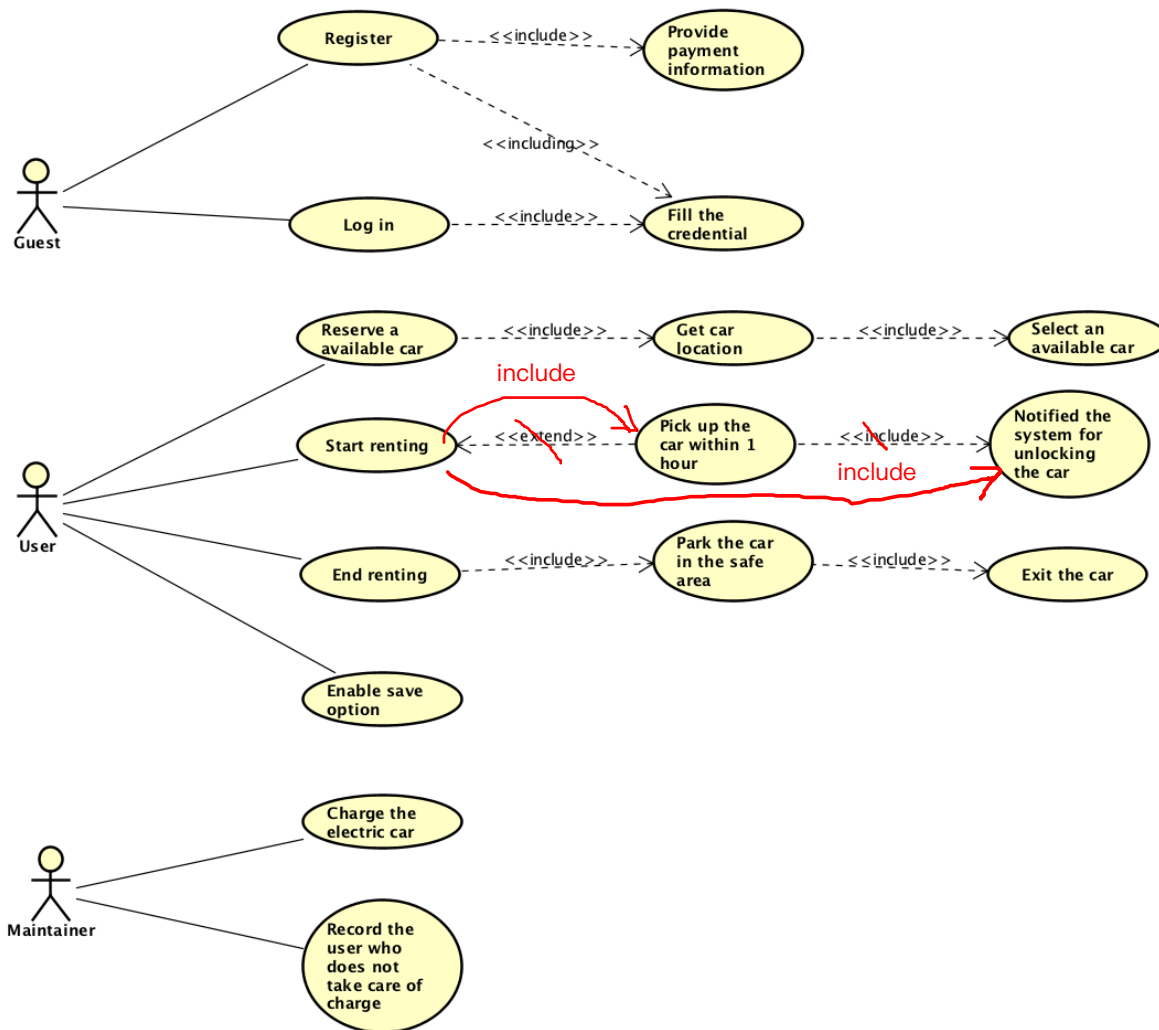 Register
<<include>>
Provide
payment
information
<<including>>
Guest
Log in
<<include>>
Fill the
credential
Reserve a
available car
<<include>>
Get car
location
<<include>>
Select an
available car
include
Start renting
<<extend>>
Pick up the
car within 1
hour
<<include>>
Notified the
system for
unlocking
the car
include
User
End renting
<<include>>
Park the car
in the safe
area
<<include>>
Exit the car
Enable save
option
Charge the
electric car
Maintainer
Record the
user who
does not
take care of
charge